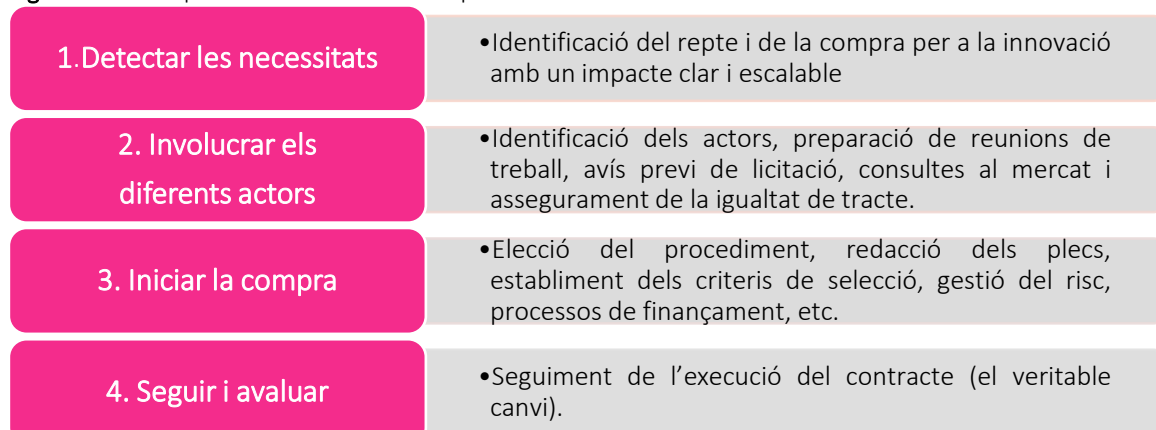 1.Detectar les necessitats
•Identificació del repte i de la compra per a la innovació
amb un impacte clar i escalable
2. Involucrar els
diferents actors
•Identificació dels actors, preparació de reunions de
treball, avís previ de licitació, consultes al mercat i
assegurament de la igualtat de tracte.
3. Iniciar la compra
•Elecció del procediment, redacció dels plecs,
establiment dels criteris de selecció, gestió del risc,
processos de finançament, etc.
4. Seguir i avaluar
•Seguiment de l’execució del contracte (el veritable
canvi).